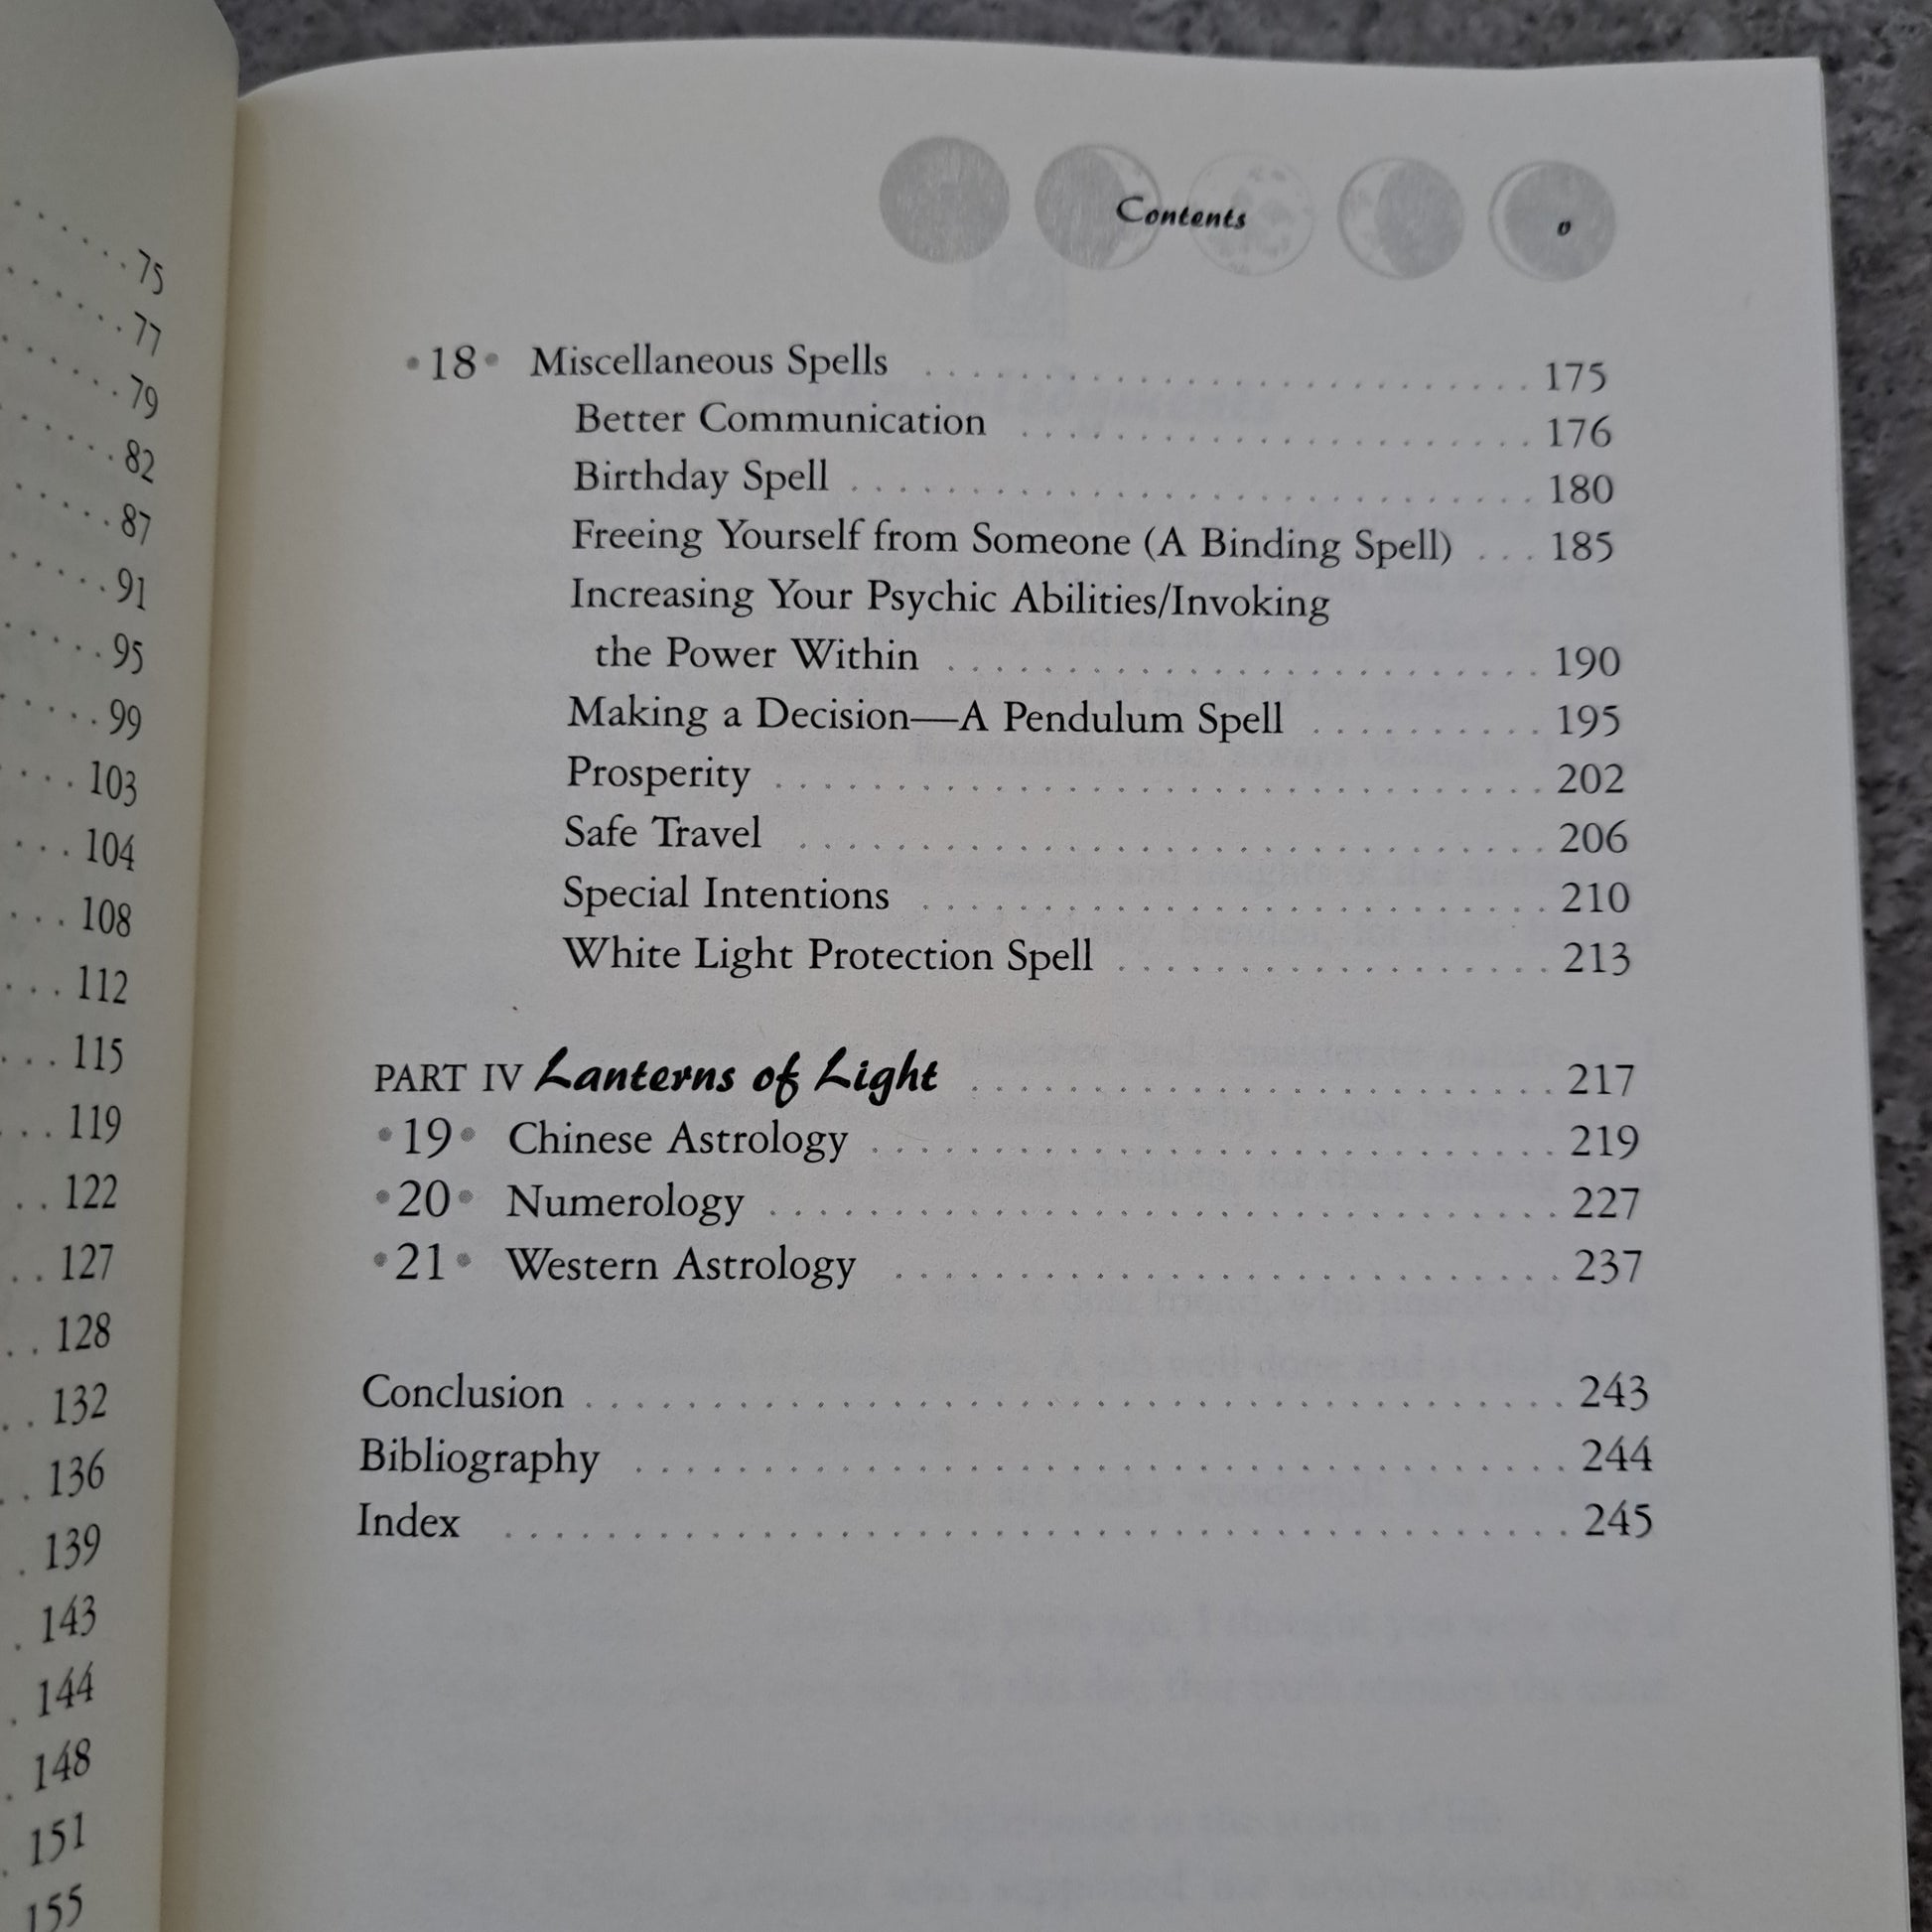 75
77
79
82
87
91
95
99
103
104
108
112
115
119
122
127
128
132
136
139
143
144
148
151
155
Contents
•18• Miscellaneous Spells 175
Better Communication 176
Birthday Spell 180
Freeing Yourself from Someone (A Binding Spell) 185
Increasing Your Psychic Abilities/Invoking
the Power Within 190
Making a Decision—A Pendulum Spell 195
Prosperity 202
Safe Travel 206
Special Intentions 210
White Light Protection Spell 213
PART IV Lanterns of Light 217
•19• Chinese Astrology 219
•20• Numerology 227
•21• Western Astrology 237
Conclusion 243
Bibliography 244
Index 245